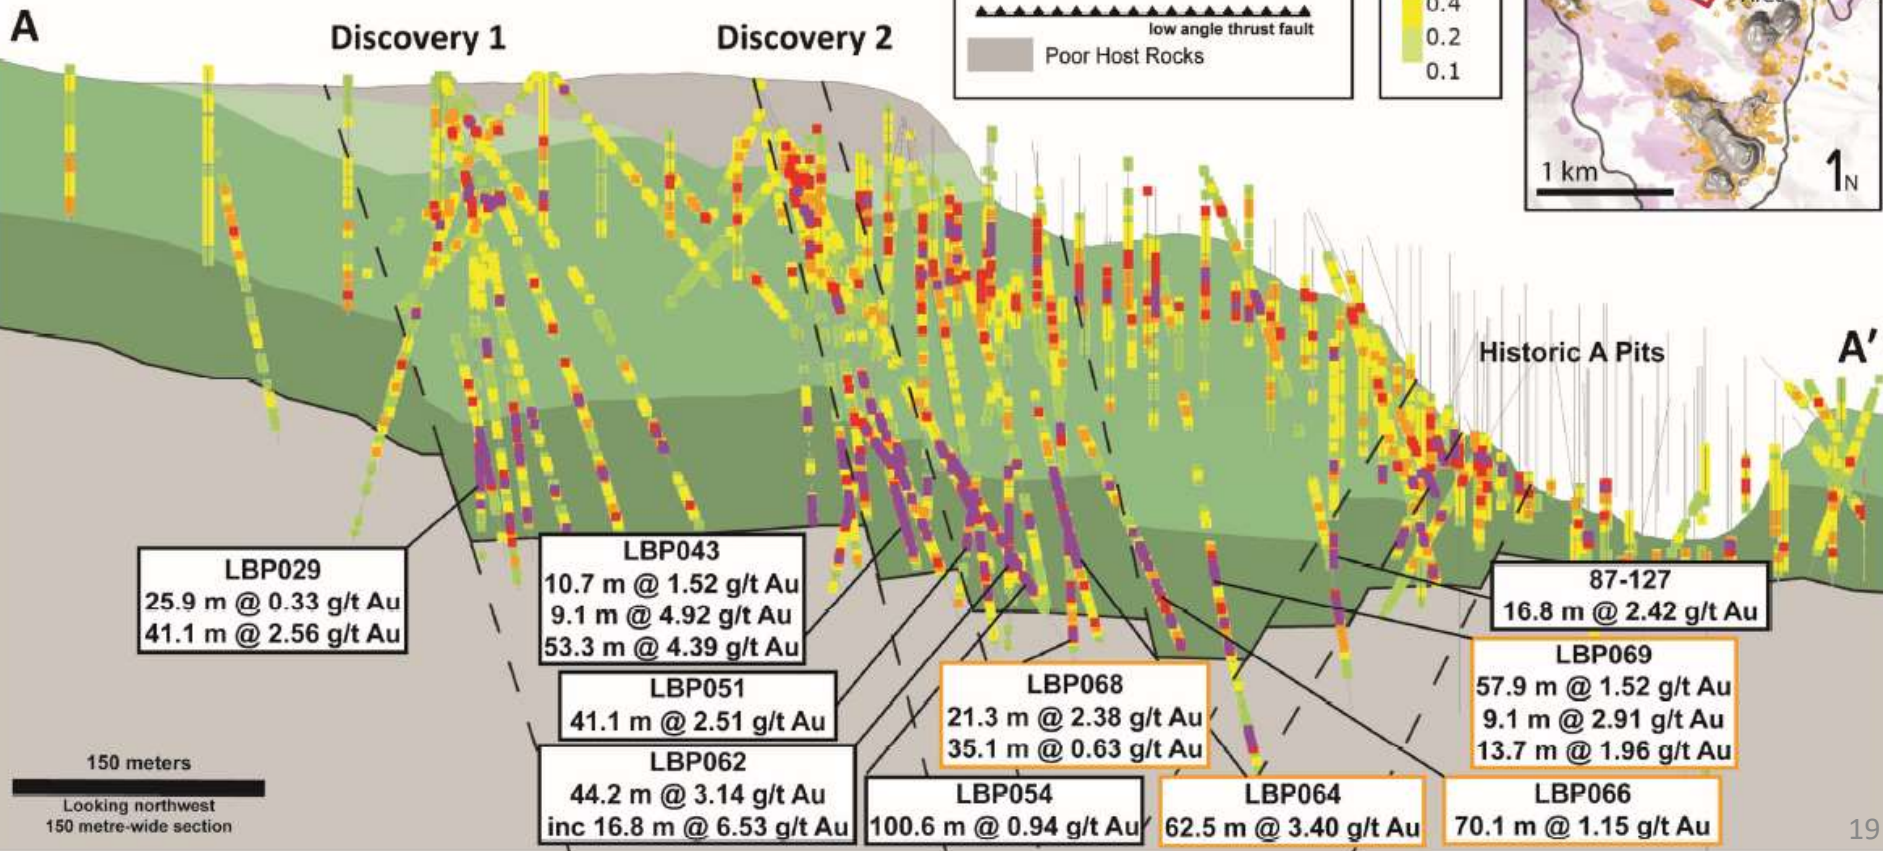 A
Discovery 1
Discovery 2
low angle thrust fault
Poor Host Rocks
0.4
0.2
0.1
1 km
1N
Historic A Pits
A'
LBP029
25.9 m @ 0.33 g/t Au
41.1 m @ 2.56 g/t Au
LBP043
10.7 m @ 1.52 g/t Au
9.1 m @ 4.92 g/t Au
53.3 m @ 4.39 g/t Au
LBP051
41.1 m @ 2.51 g/t Au
LBP062
44.2 m @ 3.14 g/t Au
inc 16.8 m @ 6.53 g/t Au
LBP068
21.3 m @ 2.38 g/t Au
35.1 m @ 0.63 g/t Au
LBP054
100.6 m @ 0.94 g/t Au
LBP064
62.5 m @ 3.40 g/t Au
87-127
16.8 m @ 2.42 g/t Au
LBP069
57.9 m @ 1.52 g/t Au
9.1 m @ 2.91 g/t Au
13.7 m @ 1.96 g/t Au
LBP066
70.1 m @ 1.15 g/t Au
150 meters
Looking northwest
150 metre-wide section
19